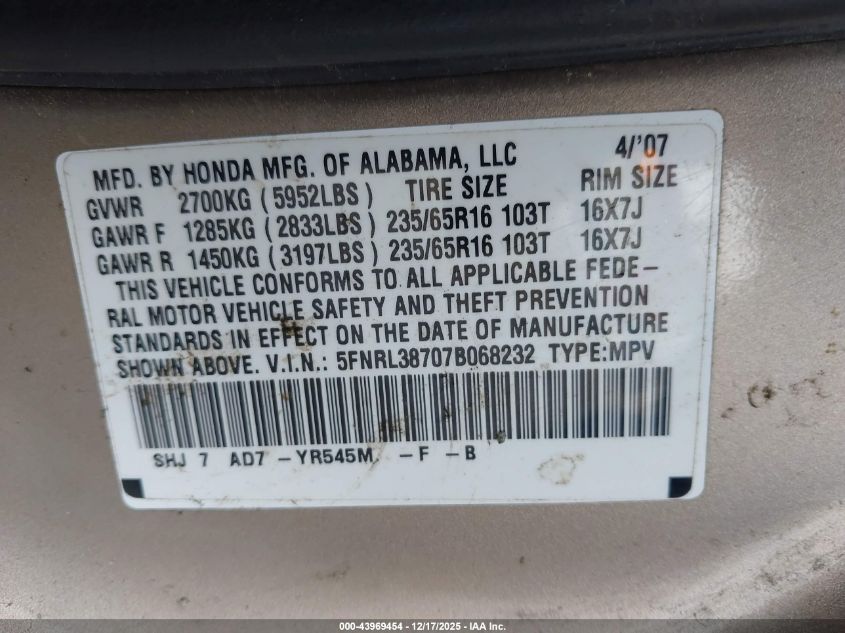 MFD. BY HONDA MFG. OF ALABAMA, LLC 4/'07
GVWR 2700KG (5952LBS) TIRE SIZE RIM SIZE
GAWR F 1285KG (2833LBS) 235/65R16 103T 16X7J
GAWR R 1450KG (3197LBS) 235/65R16 103T 16X7J
THIS VEHICLE CONFORMS TO ALL APPLICABLE FEDE-
RAL MOTOR VEHICLE SAFETY AND THEFT PREVENTION
STANDARDS IN EFFECT ON THE DATE OF MANUFACTURE
SHOWN ABOVE. V.I.N.: 5FNRL38707B068232 TYPE:MPV
SHJ 7 AD7 -YR545M -F -B
000-43969454 | 12/17/2025 - IAA Inc.